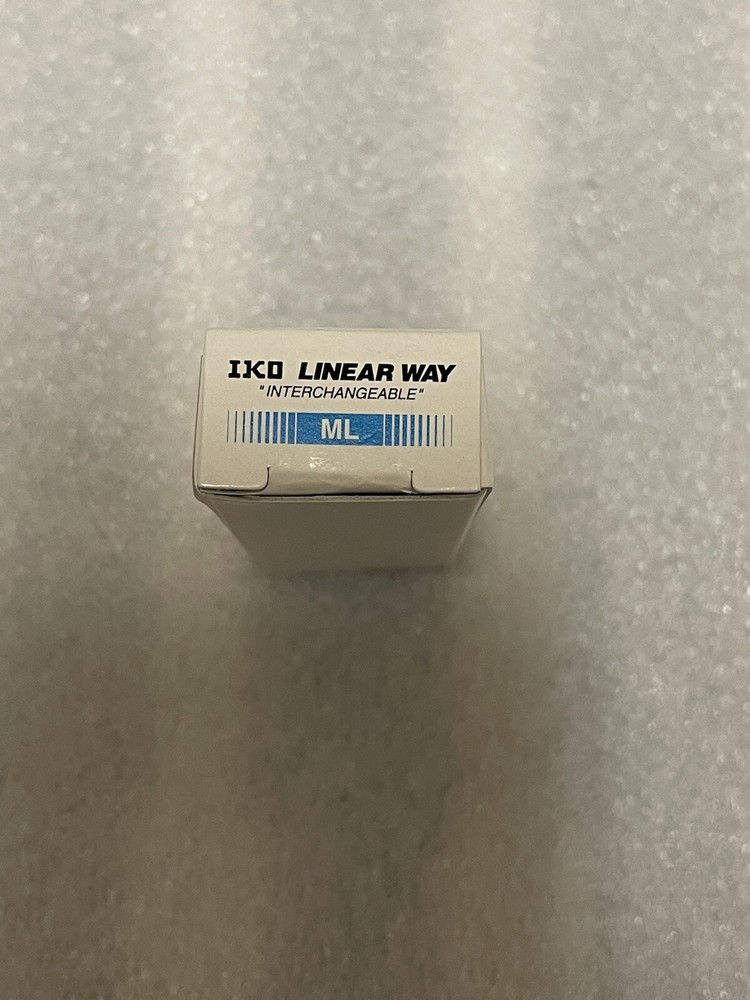 IKO LINEAR WAY
"INTERCHANGEABLE"
ML